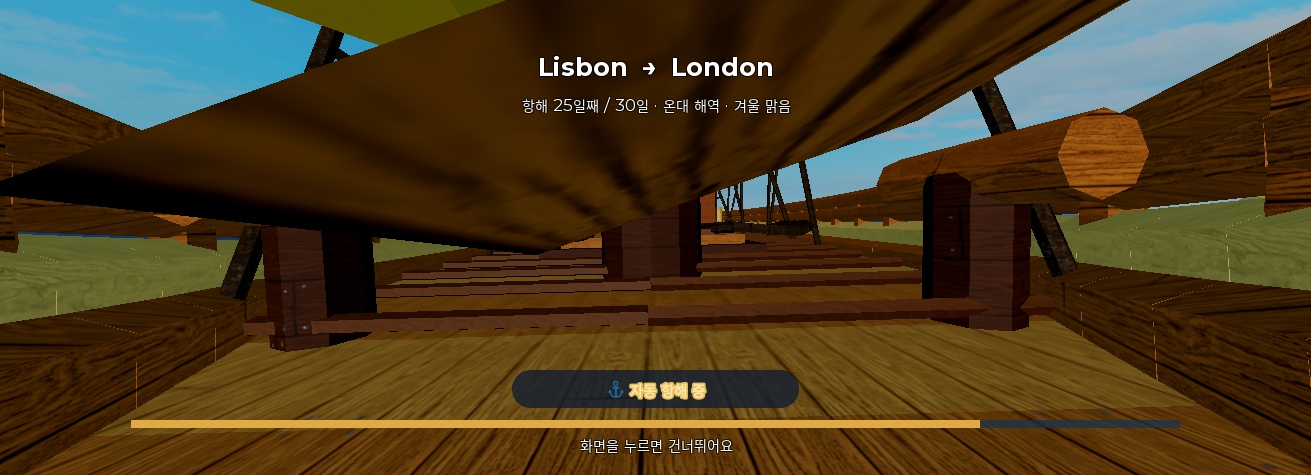 Lisbon → London
항해 25일째 / 30일 · 온대 해역 · 겨울 맑음
⚓ 자동 항해 중
화면을 누르면 건너뛰어요